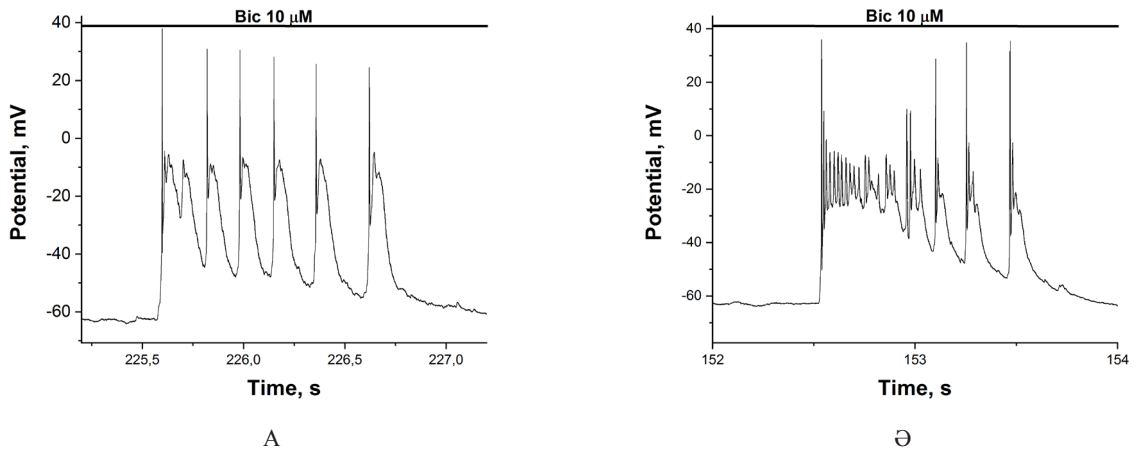 Bic 10 μM
40
20
0
-20
-40
-60
Potential, mV
225,5 226,0 226,5 227,0
Time, s
A
Bic 10 μM
40
20
0
-20
-40
-60
Potential, mV
152 153 154
Time, s
Ə